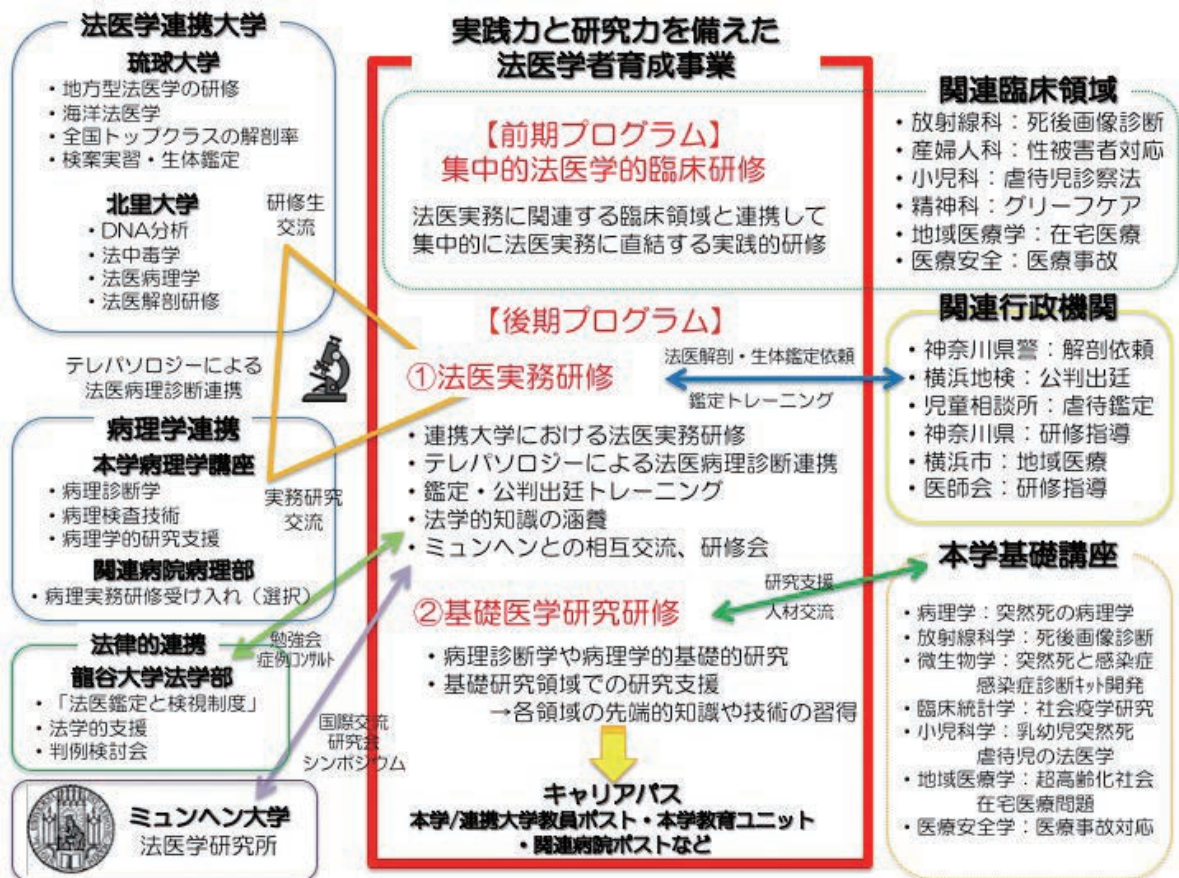 法医学連携大学
琉球大学
・地方型法医学の研修
・海洋法医学
・全国トップクラスの解剖率
・検案実習・生体鑑定
北里大学
・DNA分析
・法中毒学
・法医病理学
・法医解剖研修
研修生
交流
テレパソロジーによる
法医病理診断連携
病理学連携
本学病理学講座
・病理診断学
・病理検査技術
・病理学的研究支援
関連病院病理部
・病理実務研修受け入れ（選択）
実務研究
交流
法律的連携
龍谷大学法学部
・「法医鑑定と検視制度」
・法学的支援
・判例検討会
勉強会
症例コンサルト
国際交流
研究会
シンポジウム
ミュンヘン大学
法医学研究所
実践力と研究力を備えた
法医学者育成事業
【前期プログラム】
集中的法医学的臨床研修
法医実務に関連する臨床領域と連携して
集中的に法医実務に直結する実践的研修
【後期プログラム】
①法医実務研修
・連携大学における法医実務研修
・テレパソロジーによる法医病理診断連携
・鑑定・公判出廷トレーニング
・法学的知識の涵養
・ミュンヘンとの相互交流、研修会
②基礎医学研究研修
・病理診断学や病理学的基礎的研究
・基礎研究領域での研究支援
→各領域の先端的知識や技術の習得
キャリアパス
本学/連携大学教員ポスト・本学教育ユニット
・関連病院ポストなど
法医解剖・生体鑑定依頼
鑑定トレーニング
研究支援
人材交流
関連臨床領域
・放射線科：死後画像診断
・産婦人科：性被害者対応
・小児科：虐待児診察法
・精神科：グリーフケア
・地域医療学：在宅医療
・医療安全：医療事故
関連行政機関
・神奈川県警：解剖依頼
・横浜地検：公判出廷
・児童相談所：虐待鑑定
・神奈川県：研修指導
・横浜市：地域医療
・医師会：研修指導
本学基礎講座
・病理学：突然死の病理学
・放射線科学：死後画像診断
・微生物学：突然死と感染症
感染症診断キット開発
・臨床統計学：社会疫学研究
・小児科学：乳幼児突然死
虐待児の法医学
・地域医療学：超高齢化社会
在宅医療問題
・医療安全学：医療事故対応